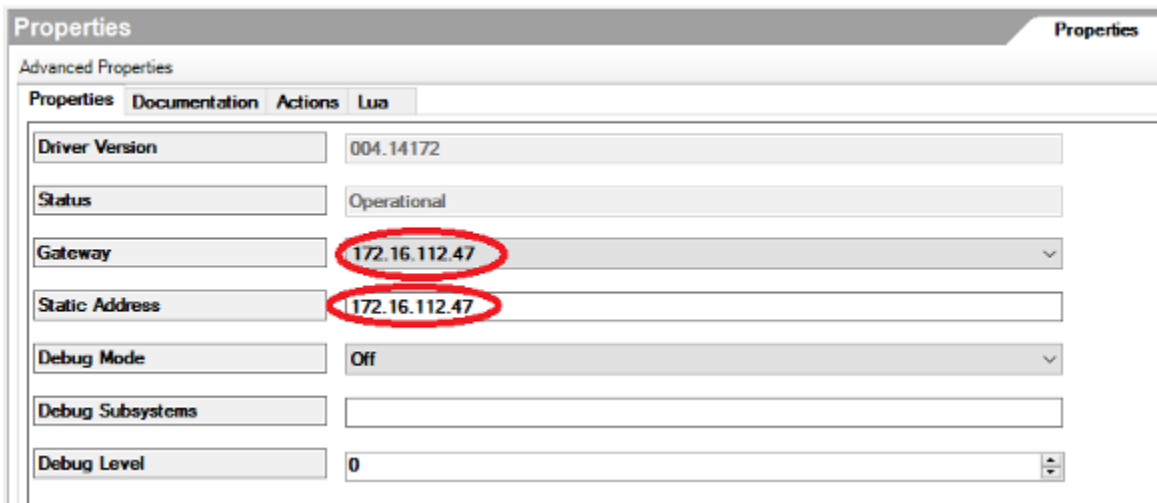 Properties Properties
Advanced Properties
Properties Documentation Actions Lua
Driver Version 004.14172
Status Operational
Gateway 172.16.112.47
Static Address 172.16.112.47
Debug Mode Off
Debug Subsystems
Debug Level 0